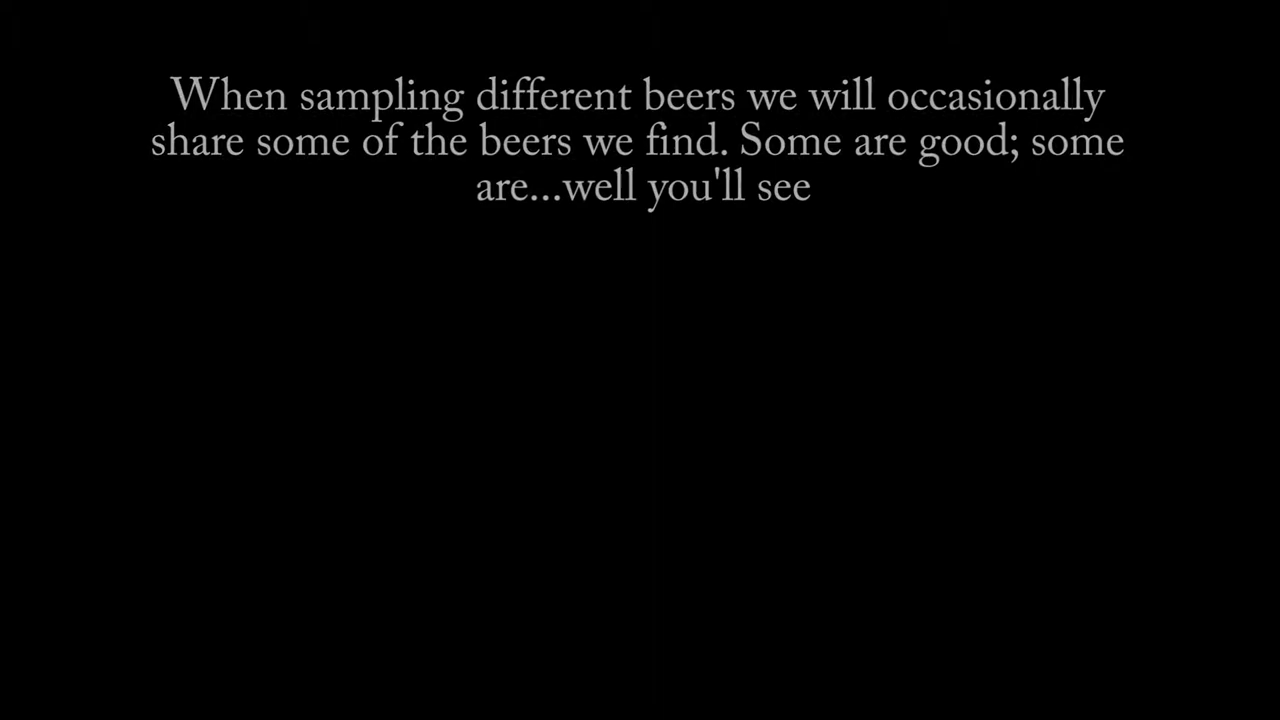 When sampling different beers we will occasionally
share some of the beers we find. Some are good; some
are...well you'll see